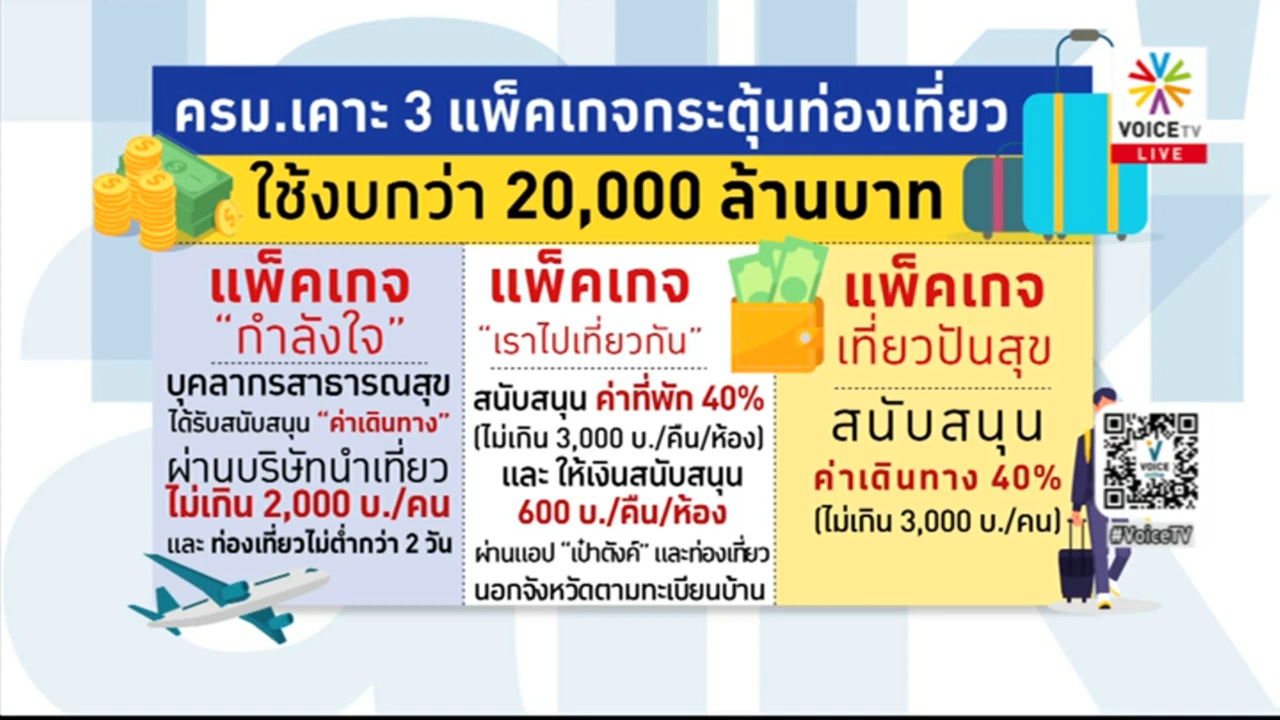 ครม.เคาะ 3 แพ็คเกจกระตุ้นท่องเที่ยว
ใช้งบกว่า 20,000 ล้านบาท
แพ็คเกจ
“กำลังใจ”
บุคลากรสาธารณสุข
ได้รับสนับสนุน “ค่าเดินทาง”
ผ่านบริษัทนำเที่ยว
ไม่เกิน 2,000 บ./คน
และ ท่องเที่ยวไม่ต่ำกว่า 2 วัน
แพ็คเกจ
“เราไปเที่ยวกัน”
สนับสนุน ค่าที่พัก 40%
(ไม่เกิน 3,000 บ./คืน/ห้อง)
และ ให้เงินสนับสนุน
600 บ./คืน/ห้อง
ผ่านแอป “เป๋าตังค์” และท่องเที่ยว
นอกจังหวัดตามทะเบียนบ้าน
แพ็คเกจ
เที่ยวปันสุข
สนับสนุน
ค่าเดินทาง 40%
(ไม่เกิน 3,000 บ./คน)
VOICE TV
LIVE
VOICE
#VoiceTV